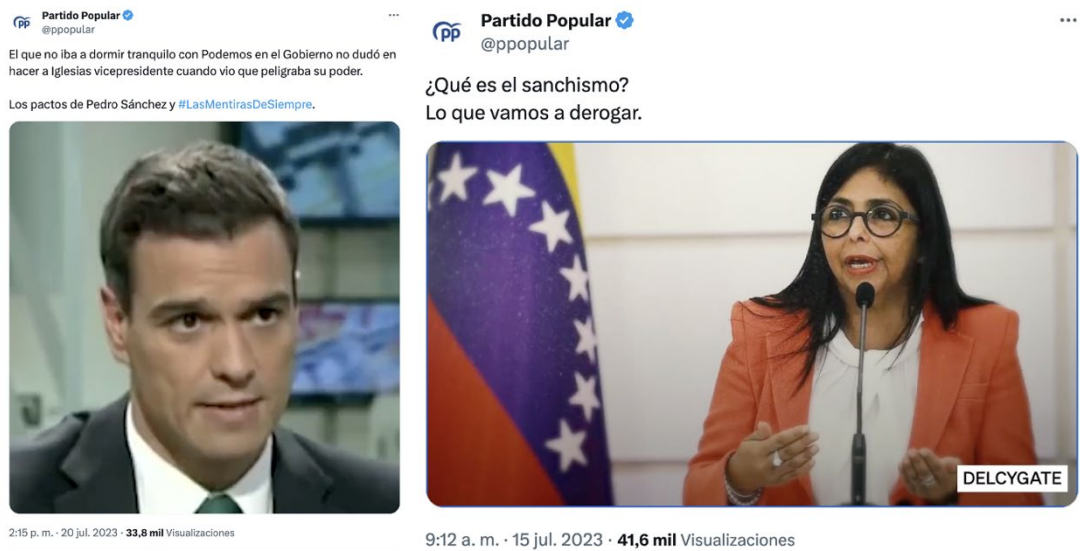 Partido Popular
@ppopular
El que no iba a dormir tranquilo con Podemos en el Gobierno no dudó en
hacer a Iglesias vicepresidente cuando vio que peligraba su poder.
Los pactos de Pedro Sánchez y #LasMentirasDeSiempre.
2:15 p. m. · 20 jul. 2023 · 33,8 mil Visualizaciones
Partido Popular
@ppopular
¿Qué es el sanchismo?
Lo que vamos a derogar.
DELCYGATE
9:12 a. m. · 15 jul. 2023 · 41,6 mil Visualizaciones